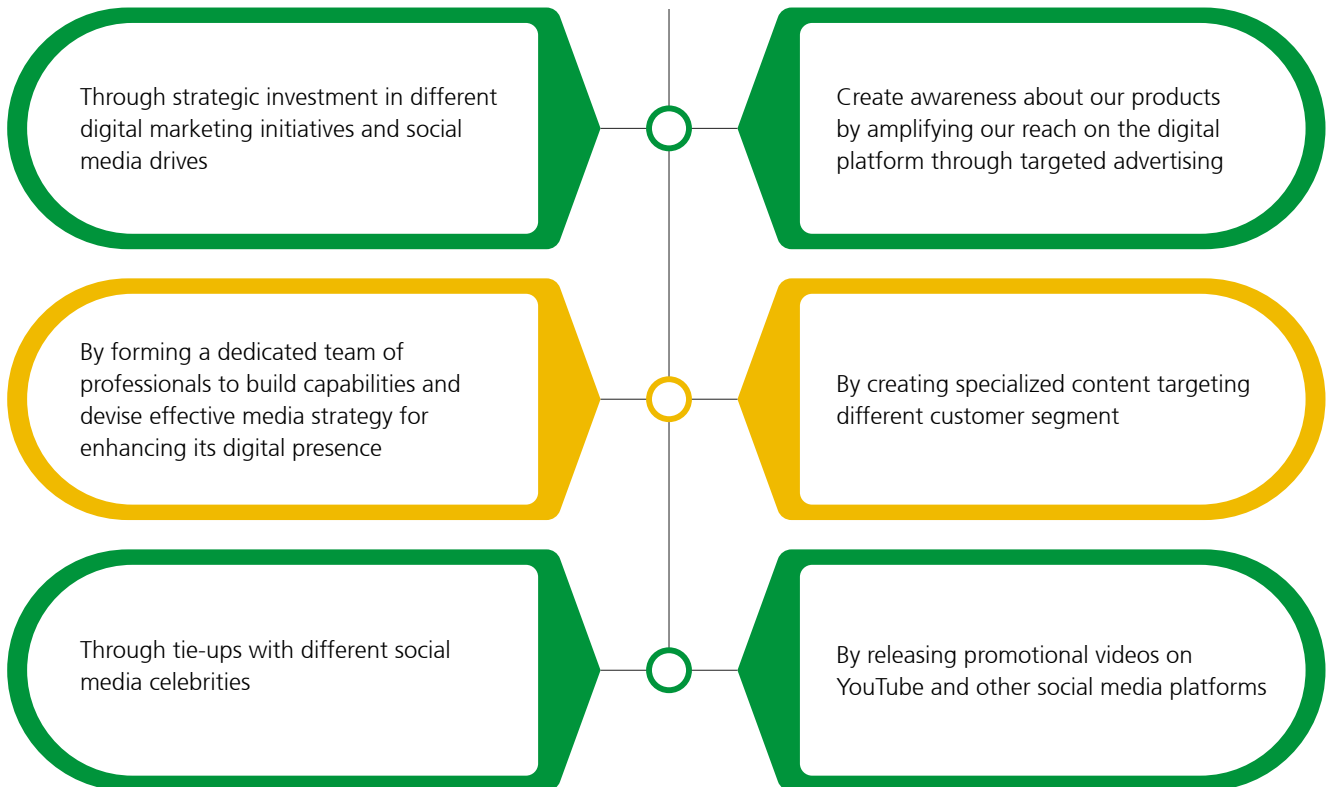 Through strategic investment in different
digital marketing initiatives and social
media drives
Create awareness about our products
by amplifying our reach on the digital
platform through targeted advertising
By forming a dedicated team of
professionals to build capabilities and
devise effective media strategy for
enhancing its digital presence
By creating specialized content targeting
different customer segment
Through tie-ups with different social
media celebrities
By releasing promotional videos on
YouTube and other social media platforms